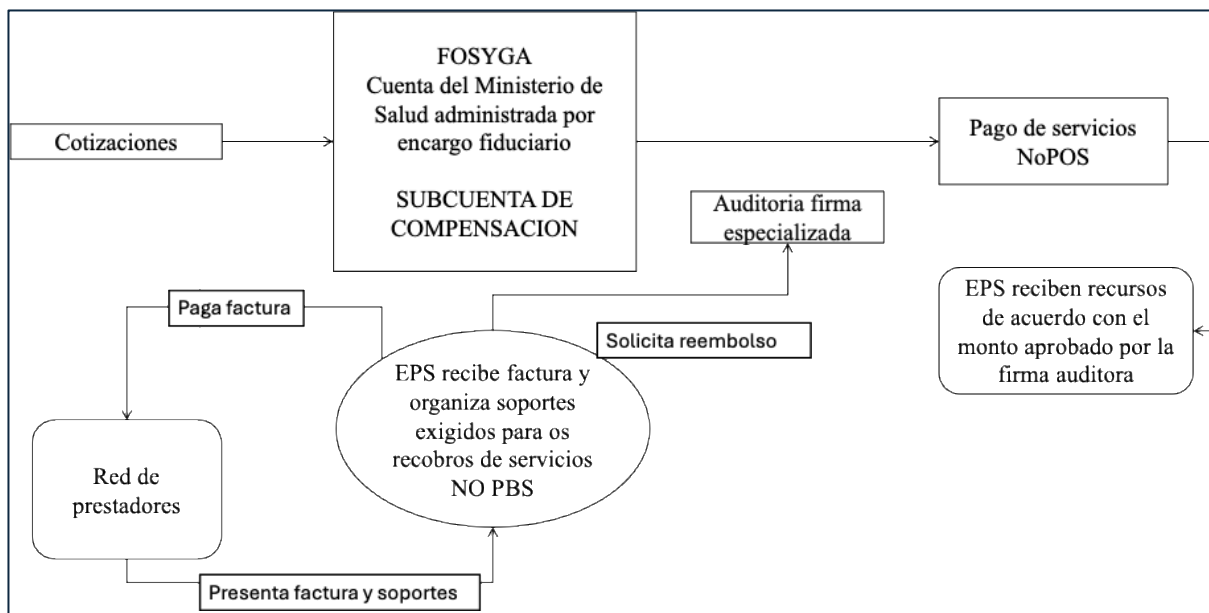 FOSYGA
Cuenta del Ministerio de
Salud administrada por
encargo fiduciario
SUBCUENTA DE
COMPENSACION
Cotizaciones
Pago de servicios
NoPOS
Auditoria firma
especializada
Paga factura
Solicita reembolso
EPS reciben recursos
de acuerdo con el
monto aprobado por la
firma auditora
EPS recibe factura y
organiza soportes
exigidos para os
recobros de servicios
NO PBS
Red de
prestadores
Presenta factura y soportes